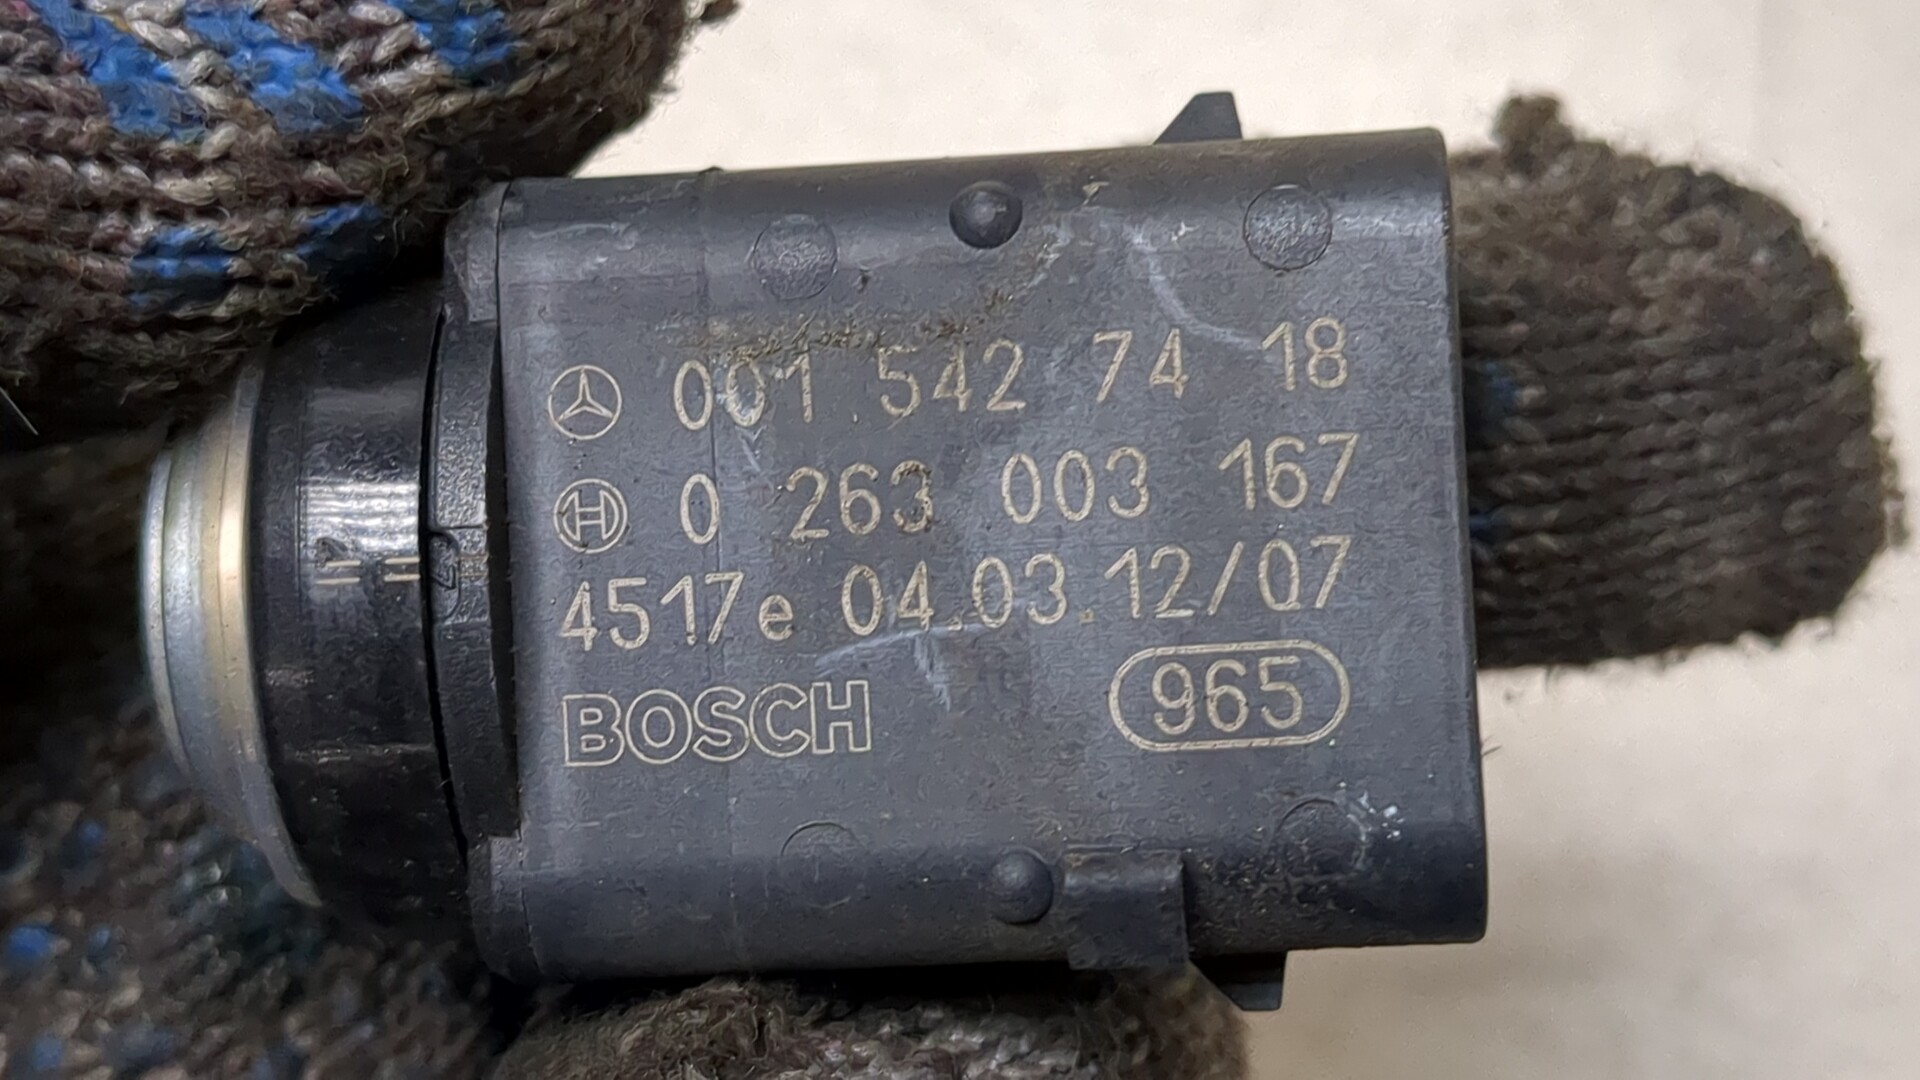 001 542 74 18
0 263 003 167
4517e 04.03.12/07
BOSCH 965